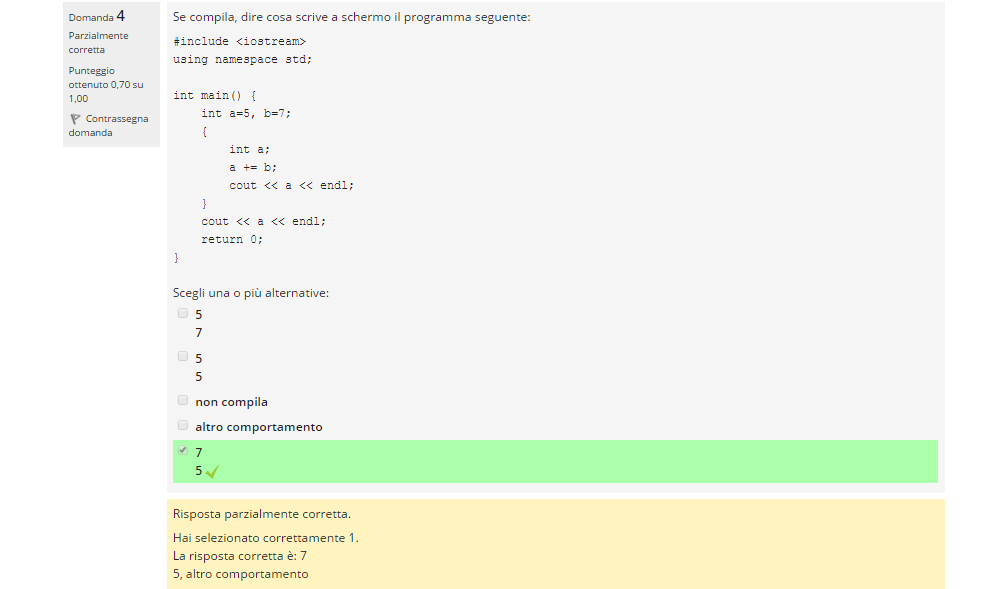 Domanda 4
Parzialmente
corretta
Punteggio
ottenuto 0,70 su
1,00
Contrassegna
domanda
Se compila, dire cosa scrive a schermo il programma seguente:
#include <iostream>
using namespace std;
int main() {
    int a=5, b=7;
    {
        int a;
        a += b;
        cout << a << endl;
    }
    cout << a << endl;
    return 0;
}
Scegli una o più alternative:
5
7
5
5
non compila
altro comportamento
7
5
Risposta parzialmente corretta.
Hai selezionato correttamente 1.
La risposta corretta è: 7
5, altro comportamento